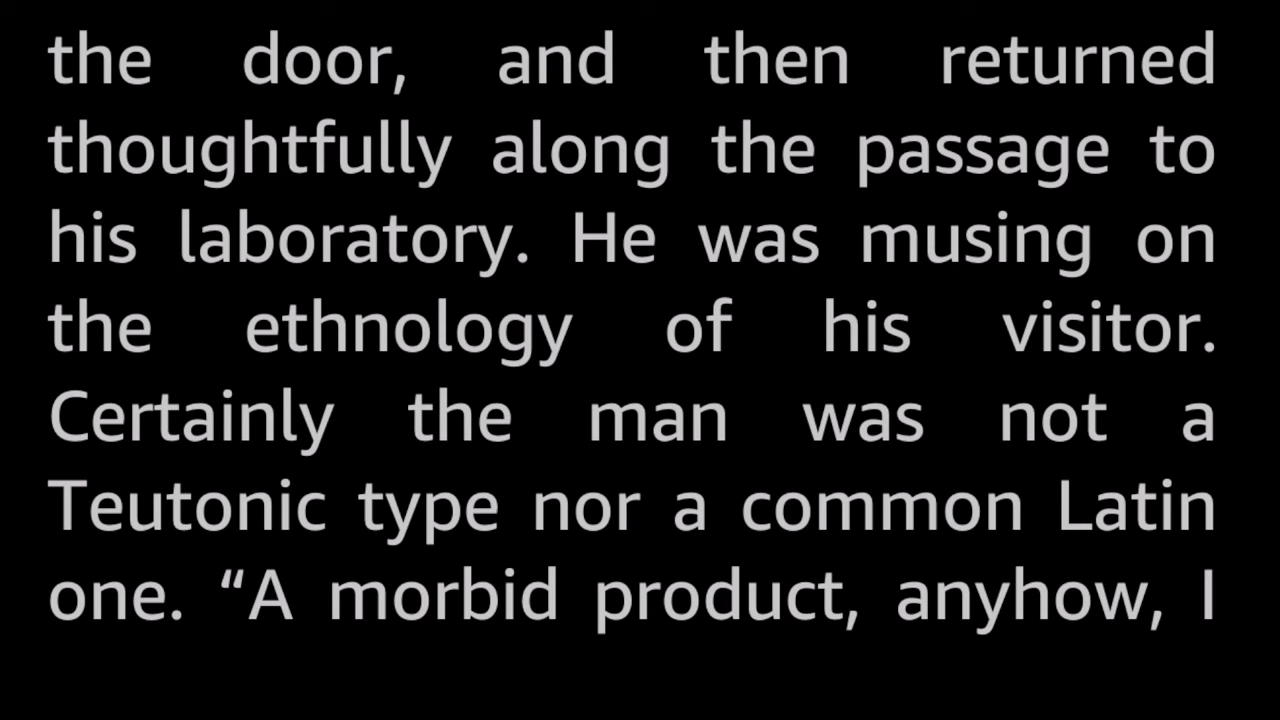 the door, and then returned
thoughtfully along the passage to
his laboratory. He was musing on
the ethnology of his visitor.
Certainly the man was not a
Teutonic type nor a common Latin
one. “A morbid product, anyhow, I